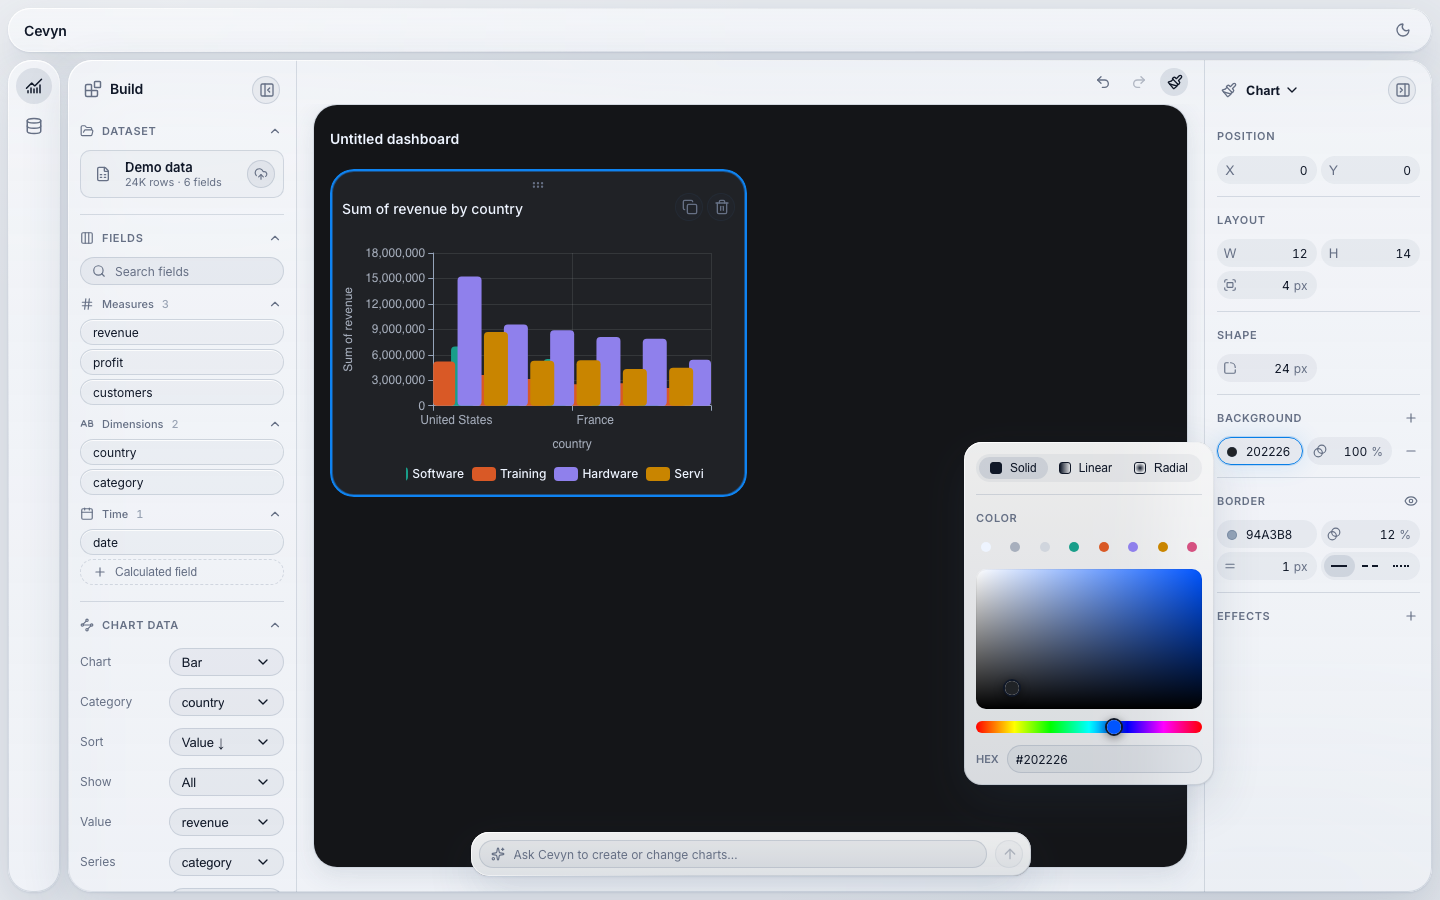 Cevyn
Build
DATASET
Demo data
24K rows · 6 fields
FIELDS
Search fields
Measures 3
revenue
profit
customers
AB Dimensions 2
country
category
Time 1
date
Calculated field
CHART DATA
Chart Bar
Category country
Sort Value ↓
Show All
Value revenue
Series category
Untitled dashboard
Sum of revenue by country
Sum of revenue
18,000,000
15,000,000
12,000,000
9,000,000
6,000,000
3,000,000
0
United States France
country
Software Training Hardware Servi
Ask Cevyn to create or change charts...
Solid Linear Radial
COLOR
HEX #202226
Chart
POSITION
X 0 Y 0
LAYOUT
W 12 H 14
4 px
SHAPE
24 px
BACKGROUND
202226 100 %
BORDER
94A3B8 12 %
1 px
EFFECTS